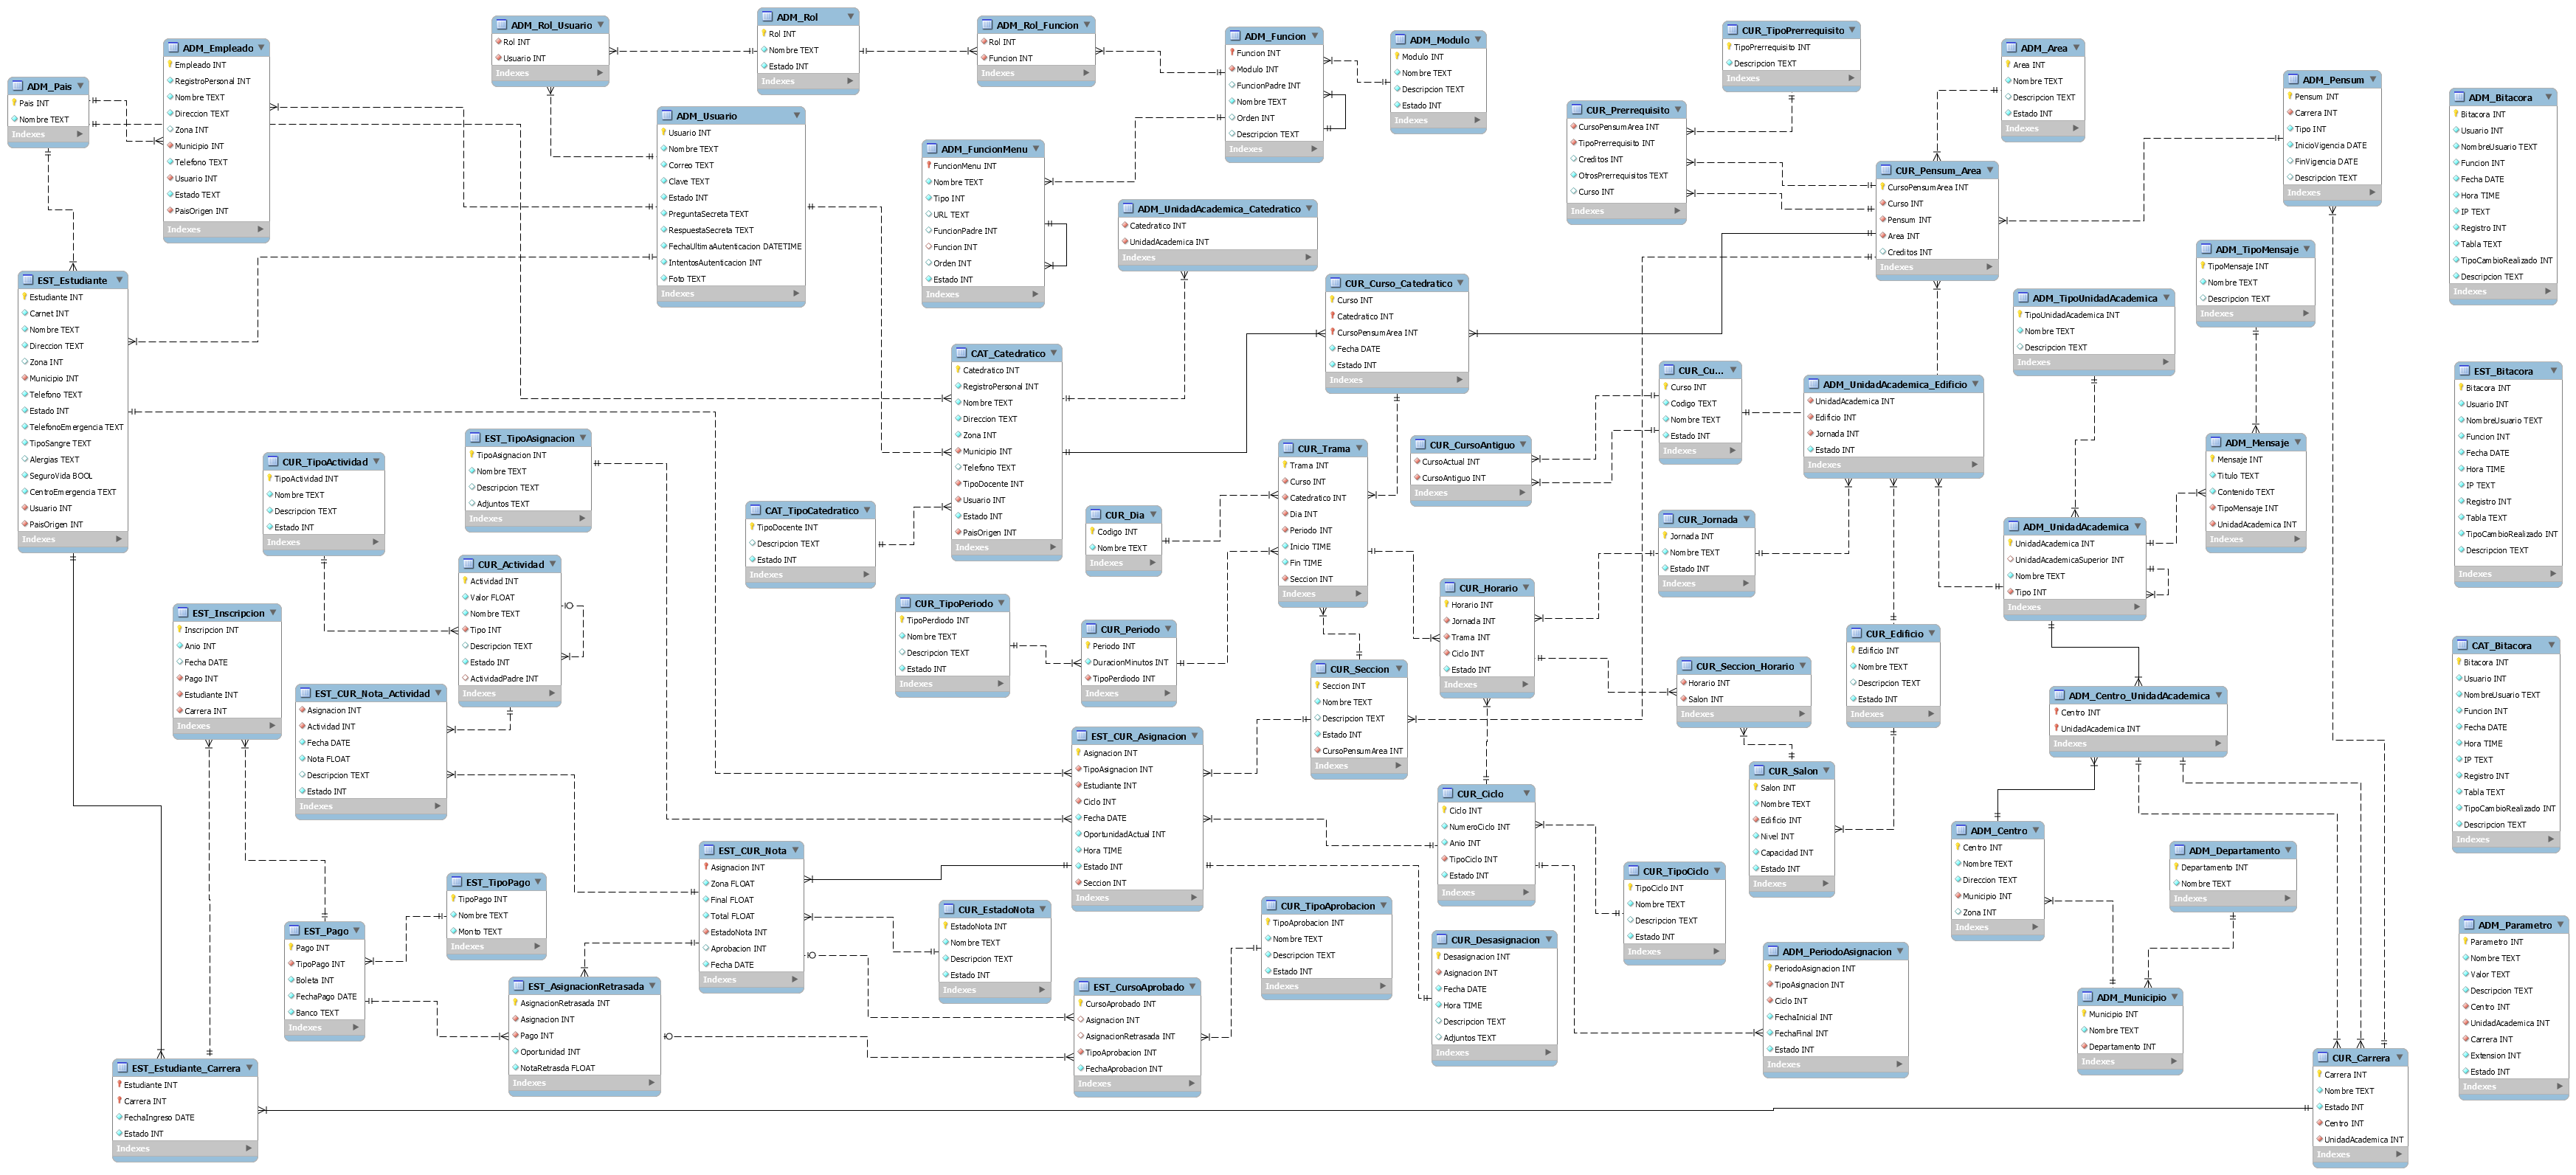 ADM_Pais
Pais INT
Nombre TEXT
Indexes
ADM_Empleado
Empleado INT
RegistroPersonal INT
Nombre TEXT
Direccion TEXT
Zona INT
Municipio INT
Telefono TEXT
Usuario INT
Estado TEXT
PaisOrigen INT
Indexes
ADM_Rol_Usuario
Rol INT
Usuario INT
Indexes
ADM_Rol
Rol INT
Nombre TEXT
Estado INT
Indexes
ADM_Rol_Funcion
Rol INT
Funcion INT
Indexes
ADM_Funcion
Funcion INT
Modulo INT
FuncionPadre INT
Nombre TEXT
Orden INT
Descripcion TEXT
Indexes
ADM_Modulo
Modulo INT
Nombre TEXT
Descripcion TEXT
Estado INT
Indexes
CUR_TipoPrerrequisito
TipoPrerrequisito INT
Descripcion TEXT
Indexes
ADM_Area
Area INT
Nombre TEXT
Descripcion TEXT
Estado INT
Indexes
ADM_Pensum
Pensum INT
Carrera INT
Tipo INT
InicioVigencia DATE
FinVigencia DATE
Descripcion TEXT
Indexes
ADM_Bitacora
Bitacora INT
Usuario INT
NombreUsuario TEXT
Funcion INT
Fecha DATE
Hora TIME
IP TEXT
Registro INT
Tabla TEXT
TipoCambioRealizado INT
Descripcion TEXT
Indexes
ADM_Usuario
Usuario INT
Nombre TEXT
Correo TEXT
Clave TEXT
Estado INT
PreguntaSecreta TEXT
RespuestaSecreta TEXT
FechaUltimaAutenticacion DATETIME
IntentosAutenticacion INT
Foto TEXT
Indexes
ADM_FuncionMenu
FuncionMenu INT
Nombre TEXT
Tipo INT
URL TEXT
FuncionPadre INT
Funcion INT
Orden INT
Estado INT
Indexes
CUR_Prerrequisito
CursoPensumArea INT
TipoPrerrequisito INT
Creditos INT
OtrosPrerrequisitos TEXT
Curso INT
Indexes
CUR_Pensum_Area
CursoPensumArea INT
Curso INT
Pensum INT
Area INT
Creditos INT
Indexes
ADM_UnidadAcademica_Catedratico
Catedratico INT
UnidadAcademica INT
Indexes
ADM_TipoMensaje
TipoMensaje INT
Nombre TEXT
Descripcion TEXT
Indexes
EST_Estudiante
Estudiante INT
Carnet INT
Nombre TEXT
Direccion TEXT
Zona INT
Municipio INT
Telefono TEXT
Estado INT
TelefonoEmergencia TEXT
TipoSangre TEXT
Alergias TEXT
SeguroVida BOOL
CentroEmergencia TEXT
Usuario INT
PaisOrigen INT
Indexes
CUR_Curso_Catedratico
Curso INT
Catedratico INT
CursoPensumArea INT
Fecha DATE
Estado INT
Indexes
ADM_TipoUnidadAcademica
TipoUnidadAcademica INT
Nombre TEXT
Descripcion TEXT
Indexes
CAT_Catedratico
Catedratico INT
RegistroPersonal INT
Nombre TEXT
Direccion TEXT
Zona INT
Municipio INT
Telefono TEXT
TipoDocente INT
Usuario INT
Estado INT
PaisOrigen INT
Indexes
CUR_Cu...
Curso INT
Codigo TEXT
Nombre TEXT
Estado INT
Indexes
ADM_UnidadAcademica_Edificio
UnidadAcademica INT
Edificio INT
Jornada INT
Estado INT
Indexes
EST_Bitacora
Bitacora INT
Usuario INT
NombreUsuario TEXT
Funcion INT
Fecha DATE
Hora TIME
IP TEXT
Registro INT
Tabla TEXT
TipoCambioRealizado INT
Descripcion TEXT
Indexes
CUR_TipoActividad
TipoActividad INT
Nombre TEXT
Descripcion TEXT
Estado INT
Indexes
EST_TipoAsignacion
TipoAsignacion INT
Nombre TEXT
Descripcion TEXT
Adjuntos TEXT
Indexes
CUR_Trama
Trama INT
Curso INT
Catedratico INT
Dia INT
Periodo INT
Inicio TIME
Fin TIME
Seccion INT
Indexes
CUR_CursoAntiguo
CursoActual INT
CursoAntiguo INT
Indexes
ADM_Mensaje
Mensaje INT
Titulo TEXT
Contenido TEXT
TipoMensaje INT
UnidadAcademica INT
Indexes
CAT_TipoCatedratico
TipoDocente INT
Descripcion TEXT
Estado INT
Indexes
CUR_Dia
Codigo INT
Nombre TEXT
Indexes
CUR_Jornada
Jornada INT
Nombre TEXT
Estado INT
Indexes
ADM_UnidadAcademica
UnidadAcademica INT
UnidadAcademicaSuperior INT
Nombre TEXT
Tipo INT
Indexes
CUR_Actividad
Actividad INT
Valor FLOAT
Nombre TEXT
Tipo INT
Descripcion TEXT
Estado INT
ActividadPadre INT
Indexes
EST_Inscripcion
Inscripcion INT
Anio INT
Fecha DATE
Pago INT
Estudiante INT
Carrera INT
Indexes
CUR_TipoPeriodo
TipoPerdiodo INT
Nombre TEXT
Descripcion TEXT
Estado INT
Indexes
CUR_Periodo
Periodo INT
DuracionMinutos INT
TipoPerdiodo INT
Indexes
CUR_Horario
Horario INT
Jornada INT
Trama INT
Ciclo INT
Estado INT
Indexes
CUR_Edificio
Edificio INT
Nombre TEXT
Descripcion TEXT
Estado INT
Indexes
CAT_Bitacora
Bitacora INT
Usuario INT
NombreUsuario TEXT
Funcion INT
Fecha DATE
Hora TIME
IP TEXT
Registro INT
Tabla TEXT
TipoCambioRealizado INT
Descripcion TEXT
Indexes
EST_CUR_Nota_Actividad
Asignacion INT
Actividad INT
Fecha DATE
Nota FLOAT
Descripcion TEXT
Estado INT
Indexes
CUR_Seccion
Seccion INT
Nombre TEXT
Descripcion TEXT
Estado INT
CursoPensumArea INT
Indexes
CUR_Seccion_Horario
Horario INT
Salon INT
Indexes
ADM_Centro_UnidadAcademica
Centro INT
UnidadAcademica INT
Indexes
EST_CUR_Asignacion
Asignacion INT
TipoAsignacion INT
Estudiante INT
Ciclo INT
Fecha DATE
OportunidadActual INT
Hora TIME
Estado INT
Seccion INT
Indexes
CUR_Ciclo
Ciclo INT
NumeroCiclo INT
Anio INT
TipoCiclo INT
Estado INT
Indexes
CUR_Salon
Salon INT
Nombre TEXT
Edificio INT
Nivel INT
Capacidad INT
Estado INT
Indexes
ADM_Centro
Centro INT
Nombre TEXT
Direccion TEXT
Municipio INT
Zona INT
Indexes
ADM_Departamento
Departamento INT
Nombre TEXT
Indexes
EST_CUR_Nota
Asignacion INT
Zona FLOAT
Final FLOAT
Total FLOAT
EstadoNota INT
Aprobacion INT
Fecha DATE
Indexes
EST_TipoPago
TipoPago INT
Nombre TEXT
Monto TEXT
Indexes
CUR_EstadoNota
EstadoNota INT
Nombre TEXT
Descripcion TEXT
Estado INT
Indexes
CUR_TipoAprobacion
TipoAprobacion INT
Nombre TEXT
Descripcion TEXT
Estado INT
Indexes
CUR_TipoCiclo
TipoCiclo INT
Nombre TEXT
Descripcion TEXT
Estado INT
Indexes
EST_Pago
Pago INT
TipoPago INT
Boleta INT
FechaPago DATE
Banco TEXT
Indexes
CUR_Desasignacion
Desasignacion INT
Asignacion INT
Fecha DATE
Hora TIME
Descripcion TEXT
Adjuntos TEXT
Indexes
ADM_PeriodoAsignacion
PeriodoAsignacion INT
TipoAsignacion INT
Ciclo INT
FechaInicial INT
FechaFinal INT
Estado INT
Indexes
ADM_Parametro
Parametro INT
Nombre TEXT
Valor TEXT
Descripcion TEXT
Centro INT
UnidadAcademica INT
Carrera INT
Extension INT
Estado INT
Indexes
EST_AsignacionRetrasada
AsignacionRetrasada INT
Asignacion INT
Pago INT
Oportunidad INT
NotaRetrasda FLOAT
Indexes
EST_CursoAprobado
CursoAprobado INT
Asignacion INT
AsignacionRetrasada INT
TipoAprobacion INT
FechaAprobacion INT
Indexes
ADM_Municipio
Municipio INT
Nombre TEXT
Departamento INT
Indexes
EST_Estudiante_Carrera
Estudiante INT
Carrera INT
FechaIngreso DATE
Estado INT
Indexes
CUR_Carrera
Carrera INT
Nombre TEXT
Estado INT
Centro INT
UnidadAcademica INT
Indexes